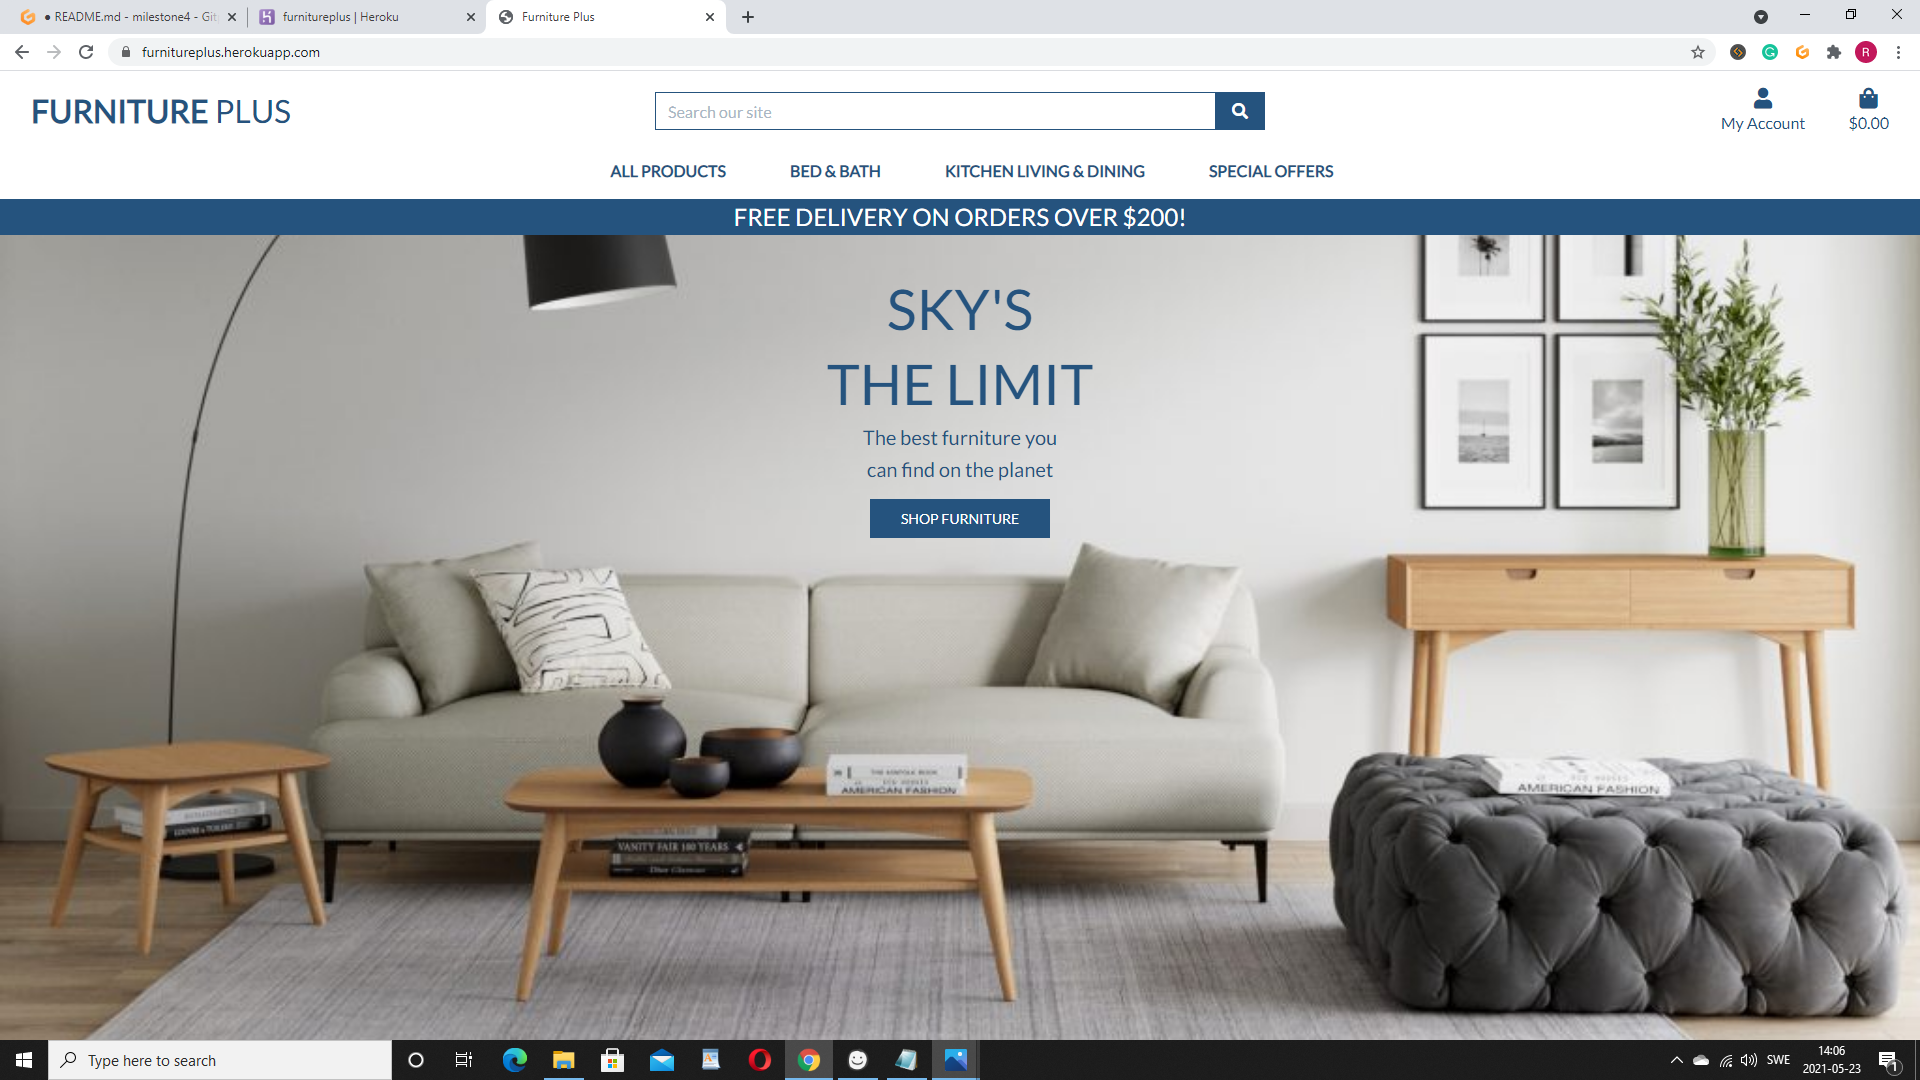 ● README.md - milestone4 - Git
furnitureplus | Heroku
Furniture Plus
furnitureplus.herokuapp.com
R
FURNITURE PLUS
Search our site
My Account
$0.00
ALL PRODUCTS
BED & BATH
KITCHEN LIVING & DINING
SPECIAL OFFERS
FREE DELIVERY ON ORDERS OVER $200!
SKY'S
THE LIMIT
The best furniture you
can find on the planet
SHOP FURNITURE
AMERICAN FASHION
AMERICAN FASHION
VANITY FAIR 100 YEARS
Type here to search
SWE
14:06
2021-05-23
1